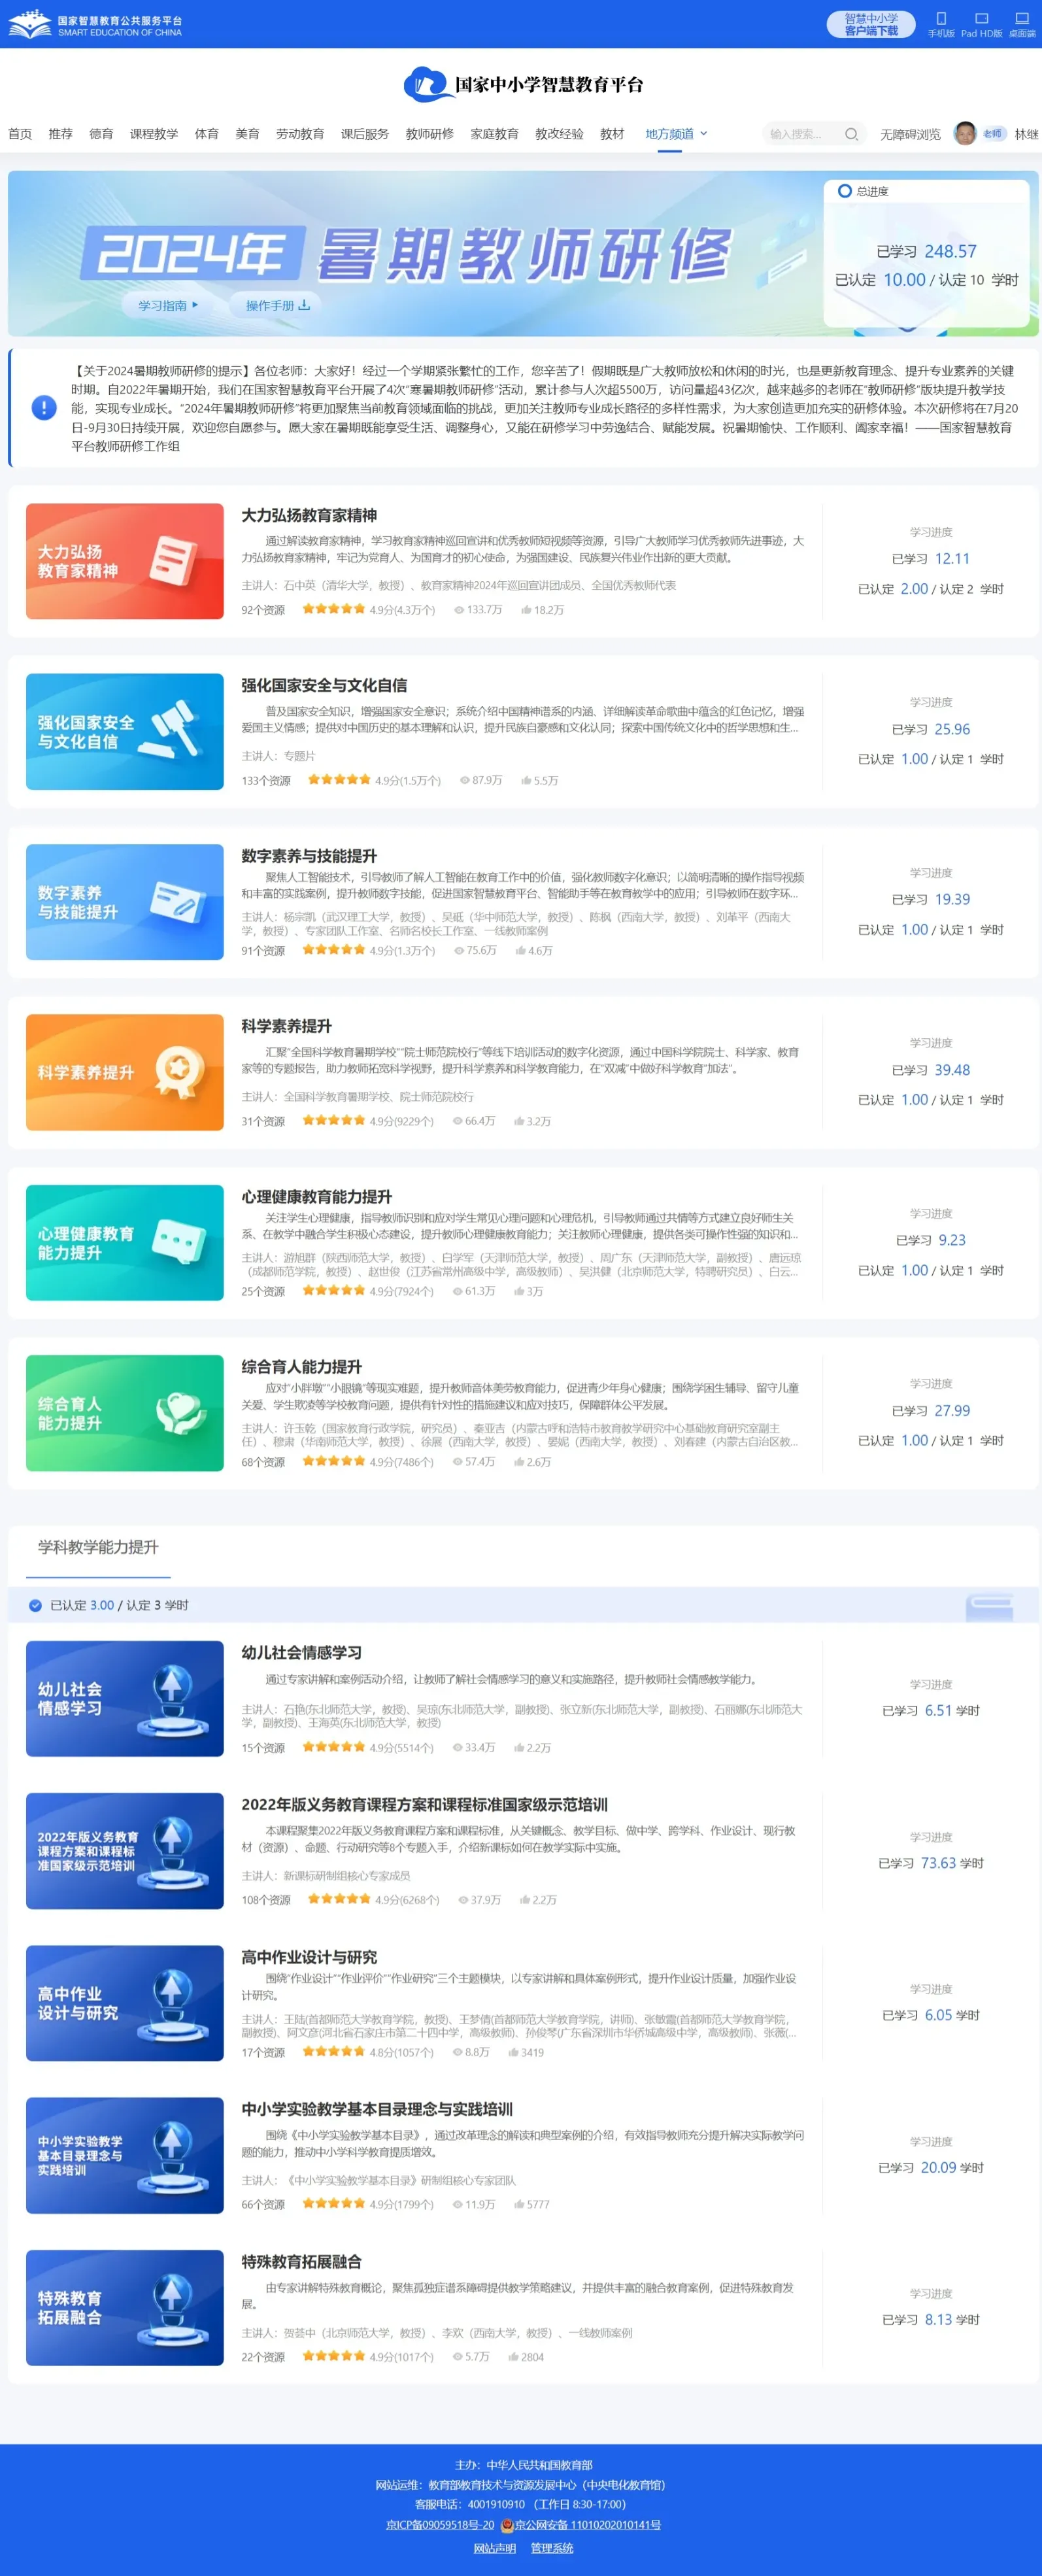 国家智慧教育公共服务平台
SMART EDUCATION OF CHINA
智慧中小学
客户端下载
手机版 Pad HD版 桌面端
国家中小学智慧教育平台
首页 推荐 德育 课程教学 体育 美育 劳动教育 课后服务 教师研修 家庭教育 教改经验 教材 地方频道 输入搜索... 无障碍浏览 老师 林继
2024年 暑期教师研修
学习指南 操作手册
总进度
已学习 248.57
已认定 10.00 / 认定 10 学时
【关于2024暑期教师研修的提示】各位老师：大家好！经过一个学期紧张繁忙的工作，您辛苦了！假期既是广大教师放松和休闲的时光，也是更新教育理念、提升专业素养的关键
时期。自2022年暑期开始，我们在国家智慧教育平台开展了4次“寒暑期教师研修”活动，累计参与人次超5500万，访问量超43亿次，越来越多的老师在“教师研修”版块提升教学技
能，实现专业成长。“2024年暑期教师研修”将更加聚焦当前教育领域面临的挑战，更加关注教师专业成长路径的多样性需求，为大家创造更加充实的研修体验。本次研修将在7月20
日-9月30日持续开展，欢迎您自愿参与。愿大家在暑期既能享受生活、调整身心，又能在研修学习中劳逸结合、赋能发展。祝暑期愉快、工作顺利、阖家幸福！——国家智慧教育
平台教师研修工作组
大力弘扬
教育家精神
大力弘扬教育家精神
通过解读教育家精神，学习教育家精神巡回宣讲和优秀教师短视频等资源，引导广大教师学习优秀教师先进事迹，大
力弘扬教育家精神，牢记为党育人、为国育才的初心使命，为强国建设、民族复兴伟业作出新的更大贡献。
主讲人：石中英（清华大学，教授）、教育家精神2024年巡回宣讲团成员、全国优秀教师代表
92个资源 4.9分(4.3万个) 133.7万 18.2万
学习进度
已学习 12.11
已认定 2.00 / 认定 2 学时
强化国家安全
与文化自信
强化国家安全与文化自信
普及国家安全知识，增强国家安全意识；系统介绍中国精神谱系的内涵、详细解读革命歌曲中蕴含的红色记忆，增强
爱国主义情感；提供对中国历史的基本理解和认识，提升民族自豪感和文化认同；探索中国传统文化中的哲学思想和生...
主讲人：专题片
133个资源 4.9分(1.5万个) 87.9万 5.5万
学习进度
已学习 25.96
已认定 1.00 / 认定 1 学时
数字素养
与技能提升
数字素养与技能提升
聚焦人工智能技术，引导教师了解人工智能在教育工作中的价值，强化教师数字化意识；以简明清晰的操作指导视频
和丰富的实践案例，提升教师数字技能，促进国家智慧教育平台、智能助手等在教育教学中的应用；引导教师在数字环...
主讲人：杨宗凯（武汉理工大学，教授）、吴砥（华中师范大学，教授）、陈枫（西南大学，教授）、刘革平（西南大
学，教授）、专家团队工作室、名师名校长工作室、一线教师案例
91个资源 4.9分(1.3万个) 75.6万 4.6万
学习进度
已学习 19.39
已认定 1.00 / 认定 1 学时
科学素养提升
科学素养提升
汇聚“全国科学教育暑期学校”“院士师范院校行”等线下培训活动的数字化资源，通过中国科学院院士、科学家、教育
家等的专题报告，助力教师拓宽科学视野，提升科学素养和科学教育能力，在“双减”中做好科学教育“加法”。
主讲人：全国科学教育暑期学校、院士师范院校行
31个资源 4.9分(9229个) 66.4万 3.2万
学习进度
已学习 39.48
已认定 1.00 / 认定 1 学时
心理健康教育
能力提升
心理健康教育能力提升
关注学生心理健康，指导教师识别和应对学生常见心理问题和心理危机，引导教师通过共情等方式建立良好师生关
系、在教学中融合学生积极心态建设，提升教师心理健康教育能力；关注教师心理健康，提供各类可操作性强的知识和...
主讲人：游旭群（陕西师范大学，教授）、白学军（天津师范大学，教授）、周广东（天津师范大学，副教授）、唐远琼
（成都师范学院，教授）、赵世俊（江苏省常州高级中学，高级教师）、吴洪健（北京师范大学，特聘研究员）、白云...
25个资源 4.9分(7924个) 61.3万 3万
学习进度
已学习 9.23
已认定 1.00 / 认定 1 学时
综合育人
能力提升
综合育人能力提升
应对“小胖墩”“小眼镜”等现实难题，提升教师音体美劳教育能力，促进青少年身心健康；围绕学困生辅导、留守儿童
关爱、学生欺凌等学校教育问题，提供有针对性的措施建议和应对技巧，保障群体公平发展。
主讲人：许玉乾（国家教育行政学院，研究员）、秦亚吉（内蒙古呼和浩特市教育教学研究中心基础教育研究室副主
任）、穆肃（华南师范大学，教授）、徐展（西南大学，教授）、晏妮（西南大学，教授）、刘春建（内蒙古自治区教...
68个资源 4.9分(7486个) 57.4万 2.6万
学习进度
已学习 27.99
已认定 1.00 / 认定 1 学时
学科教学能力提升
已认定 3.00 / 认定 3 学时
幼儿社会
情感学习
幼儿社会情感学习
通过专家讲解和案例活动介绍，让教师了解社会情感学习的意义和实施路径，提升教师社会情感教学能力。
主讲人：石艳(东北师范大学，教授)、吴琼(东北师范大学，副教授)、张立新(东北师范大学，副教授)、石丽娜(东北师范大
学，副教授)、王海英(东北师范大学，教授)
15个资源 4.9分(5514个) 33.4万 2.2万
学习进度
已学习 6.51 学时
2022年版义务教育
课程方案和课程标
准国家级示范培训
2022年版义务教育课程方案和课程标准国家级示范培训
本课程聚集2022年版义务教育课程方案和课程标准，从关键概念、教学目标、做中学、跨学科、作业设计、现行教
材（资源）、命题、行动研究等8个专题入手，介绍新课标如何在教学实际中实施。
主讲人：新课标研制组核心专家成员
108个资源 4.9分(6268个) 37.9万 2.2万
学习进度
已学习 73.63 学时
高中作业
设计与研究
高中作业设计与研究
围绕“作业设计”“作业评价”“作业研究”三个主题模块，以专家讲解和具体案例形式，提升作业设计质量，加强作业设
计研究。
主讲人：王陆(首都师范大学教育学院，教授)、王梦倩(首都师范大学教育学院，讲师)、张敏霞(首都师范大学教育学院，
副教授)、阿文彦(河北省石家庄市第二十四中学，高级教师)、孙俊琴(广东省深圳市华侨城高级中学，高级教师)、张薇(...
17个资源 4.8分(1057个) 8.8万 3419
学习进度
已学习 6.05 学时
中小学实验教学
基本目录理念与
实践培训
中小学实验教学基本目录理念与实践培训
围绕《中小学实验教学基本目录》，通过改革理念的解读和典型案例的介绍，有效指导教师充分提升解决实际教学问
题的能力，推动中小学科学教育提质增效。
主讲人：《中小学实验教学基本目录》研制组核心专家团队
66个资源 4.9分(1799个) 11.9万 5777
学习进度
已学习 20.09 学时
特殊教育
拓展融合
特殊教育拓展融合
由专家讲解特殊教育概论，聚焦孤独症谱系障碍提供教学策略建议，并提供丰富的融合教育案例，促进特殊教育发
展。
主讲人：贺荟中（北京师范大学，教授）、李欢（西南大学，教授）、一线教师案例
22个资源 4.9分(1017个) 5.7万 2804
学习进度
已学习 8.13 学时
主办：中华人民共和国教育部
网站运维：教育部教育技术与资源发展中心（中央电化教育馆）
客服电话：4001910910 （工作日 8:30-17:00）
京ICP备09059518号-20 京公网安备 11010202010141号
网站声明 管理系统